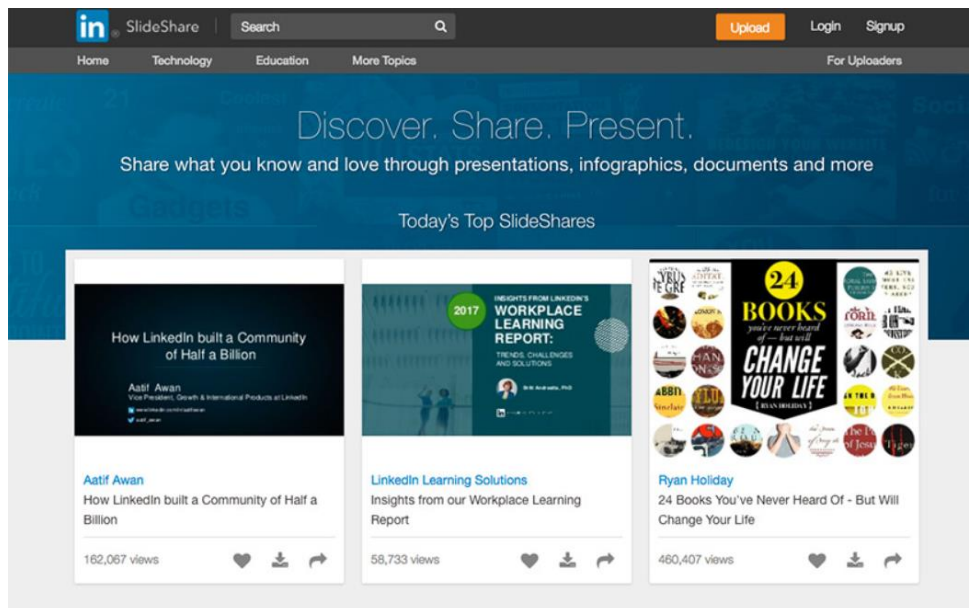 in ® SlideShare Search Upload Login Signup
Home Technology Education More Topics For Uploaders
Discover. Share. Present.
Share what you know and love through presentations, infographics, documents and more
Gadgets
Today's Top SlideShares
How LinkedIn built a Community
of Half a Billion
Aatif Awan
Vice President, Growth & International Products at LinkedIn
2017
INSIGHTS FROM LINKEDIN'S
WORKPLACE
LEARNING
REPORT:
TRENDS, CHALLENGES
AND SOLUTIONS
24
BOOKS
you've never heard
of — but will
CHANGE
YOUR LIFE
[ RYAN HOLIDAY ]
Aatif Awan
How LinkedIn built a Community of Half a
Billion
162,067 views
LinkedIn Learning Solutions
Insights from our Workplace Learning
Report
58,733 views
Ryan Holiday
24 Books You've Never Heard Of - But Will
Change Your Life
460,407 views